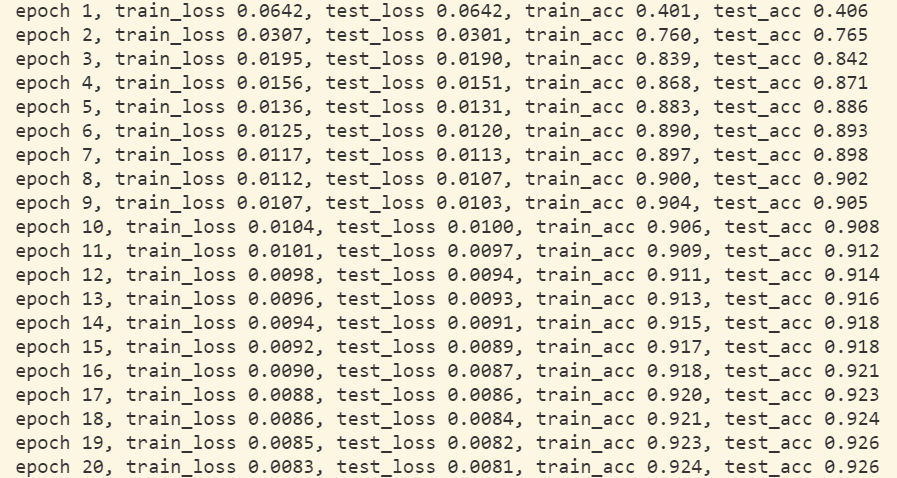 epoch 1, train_loss 0.0642, test_loss 0.0642, train_acc 0.401, test_acc 0.406
epoch 2, train_loss 0.0307, test_loss 0.0301, train_acc 0.760, test_acc 0.765
epoch 3, train_loss 0.0195, test_loss 0.0190, train_acc 0.839, test_acc 0.842
epoch 4, train_loss 0.0156, test_loss 0.0151, train_acc 0.868, test_acc 0.871
epoch 5, train_loss 0.0136, test_loss 0.0131, train_acc 0.883, test_acc 0.886
epoch 6, train_loss 0.0125, test_loss 0.0120, train_acc 0.890, test_acc 0.893
epoch 7, train_loss 0.0117, test_loss 0.0113, train_acc 0.897, test_acc 0.898
epoch 8, train_loss 0.0112, test_loss 0.0107, train_acc 0.900, test_acc 0.902
epoch 9, train_loss 0.0107, test_loss 0.0103, train_acc 0.904, test_acc 0.905
epoch 10, train_loss 0.0104, test_loss 0.0100, train_acc 0.906, test_acc 0.908
epoch 11, train_loss 0.0101, test_loss 0.0097, train_acc 0.909, test_acc 0.912
epoch 12, train_loss 0.0098, test_loss 0.0094, train_acc 0.911, test_acc 0.914
epoch 13, train_loss 0.0096, test_loss 0.0093, train_acc 0.913, test_acc 0.916
epoch 14, train_loss 0.0094, test_loss 0.0091, train_acc 0.915, test_acc 0.918
epoch 15, train_loss 0.0092, test_loss 0.0089, train_acc 0.917, test_acc 0.918
epoch 16, train_loss 0.0090, test_loss 0.0087, train_acc 0.918, test_acc 0.921
epoch 17, train_loss 0.0088, test_loss 0.0086, train_acc 0.920, test_acc 0.923
epoch 18, train_loss 0.0086, test_loss 0.0084, train_acc 0.921, test_acc 0.924
epoch 19, train_loss 0.0085, test_loss 0.0082, train_acc 0.923, test_acc 0.926
epoch 20, train_loss 0.0083, test_loss 0.0081, train_acc 0.924, test_acc 0.926